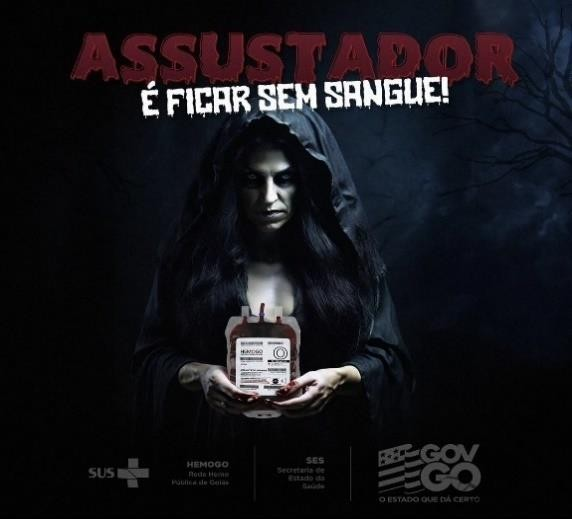 ASSUSTADOR
É FICAR SEM SANGUE!
HEMOGO
SUS
HEMOGO
Rede Hemo
Pública de Goiás
SES
Secretaria de
Estado da
Saúde
GOV
GO
O ESTADO QUE DÁ CERTO